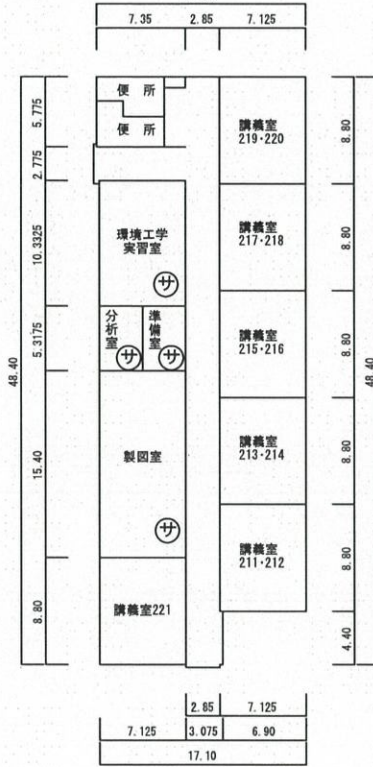 7.35 2.85 7.125
便 所
便 所
講義室
219・220
5.775
2.775
8.80
環境工学
実習室
サ
10.3325
講義室
217・218
8.80
分析室
サ
準備室
サ
5.3175
講義室
215・216
8.80
48.40
48.40
製図室
サ
15.40
講義室
213・214
8.80
講義室
211・212
8.80
講義室221
8.80
4.40
2.85 7.125
7.125 3.075 6.90
17.10